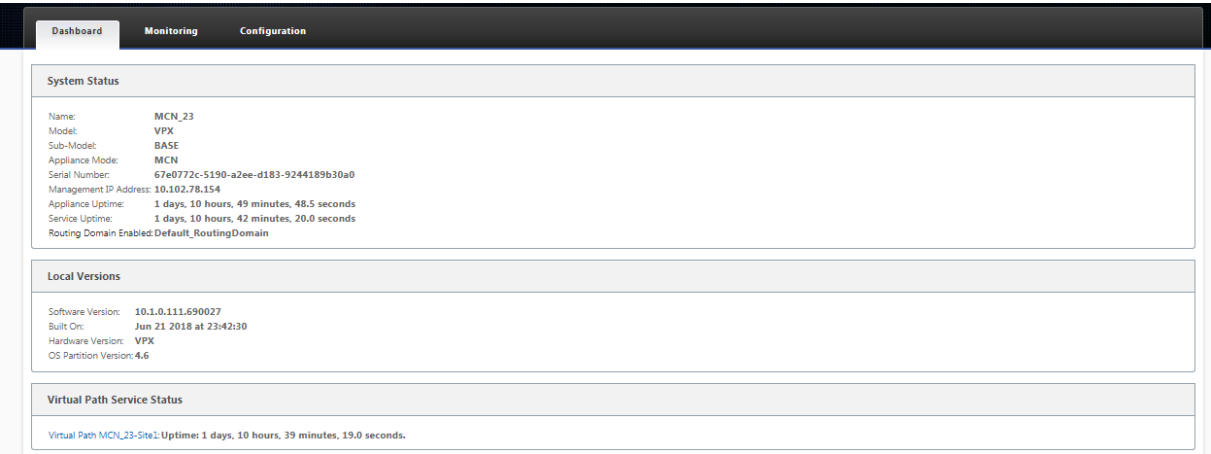 Dashboard Monitoring Configuration
System Status
Name: MCN_23
Model: VPX
Sub-Model: BASE
Appliance Mode: MCN
Serial Number: 67e0772c-5190-a2ee-d183-9244189b30a0
Management IP Address: 10.102.78.154
Appliance Uptime: 1 days, 10 hours, 49 minutes, 48.5 seconds
Service Uptime: 1 days, 10 hours, 42 minutes, 20.0 seconds
Routing Domain Enabled: Default_RoutingDomain
Local Versions
Software Version: 10.1.0.111.690027
Built On: Jun 21 2018 at 23:42:30
Hardware Version: VPX
OS Partition Version: 4.6
Virtual Path Service Status
Virtual Path MCN_23-Site1: Uptime: 1 days, 10 hours, 39 minutes, 19.0 seconds.